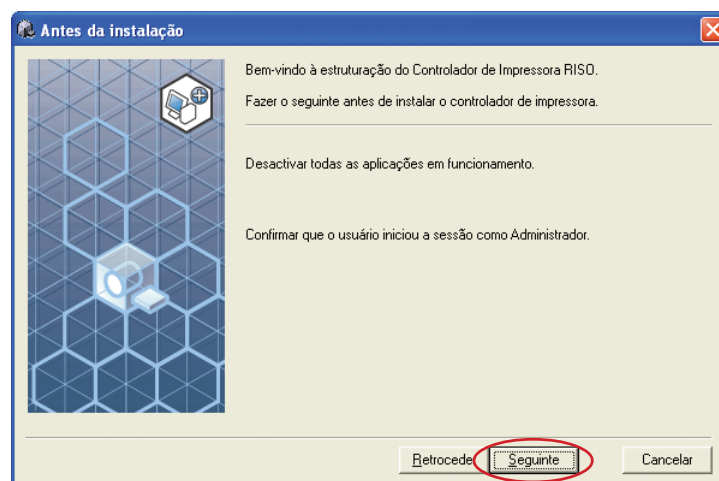 Antes da instalação
Bem-vindo à estruturação do Controlador de Impressora RISO.
Fazer o seguinte antes de instalar o controlador de impressora.
Desactivar todas as aplicações em funcionamento.
Confirmar que o usuário iniciou a sessão como Administrador.
Retrocede
Seguinte
Cancelar